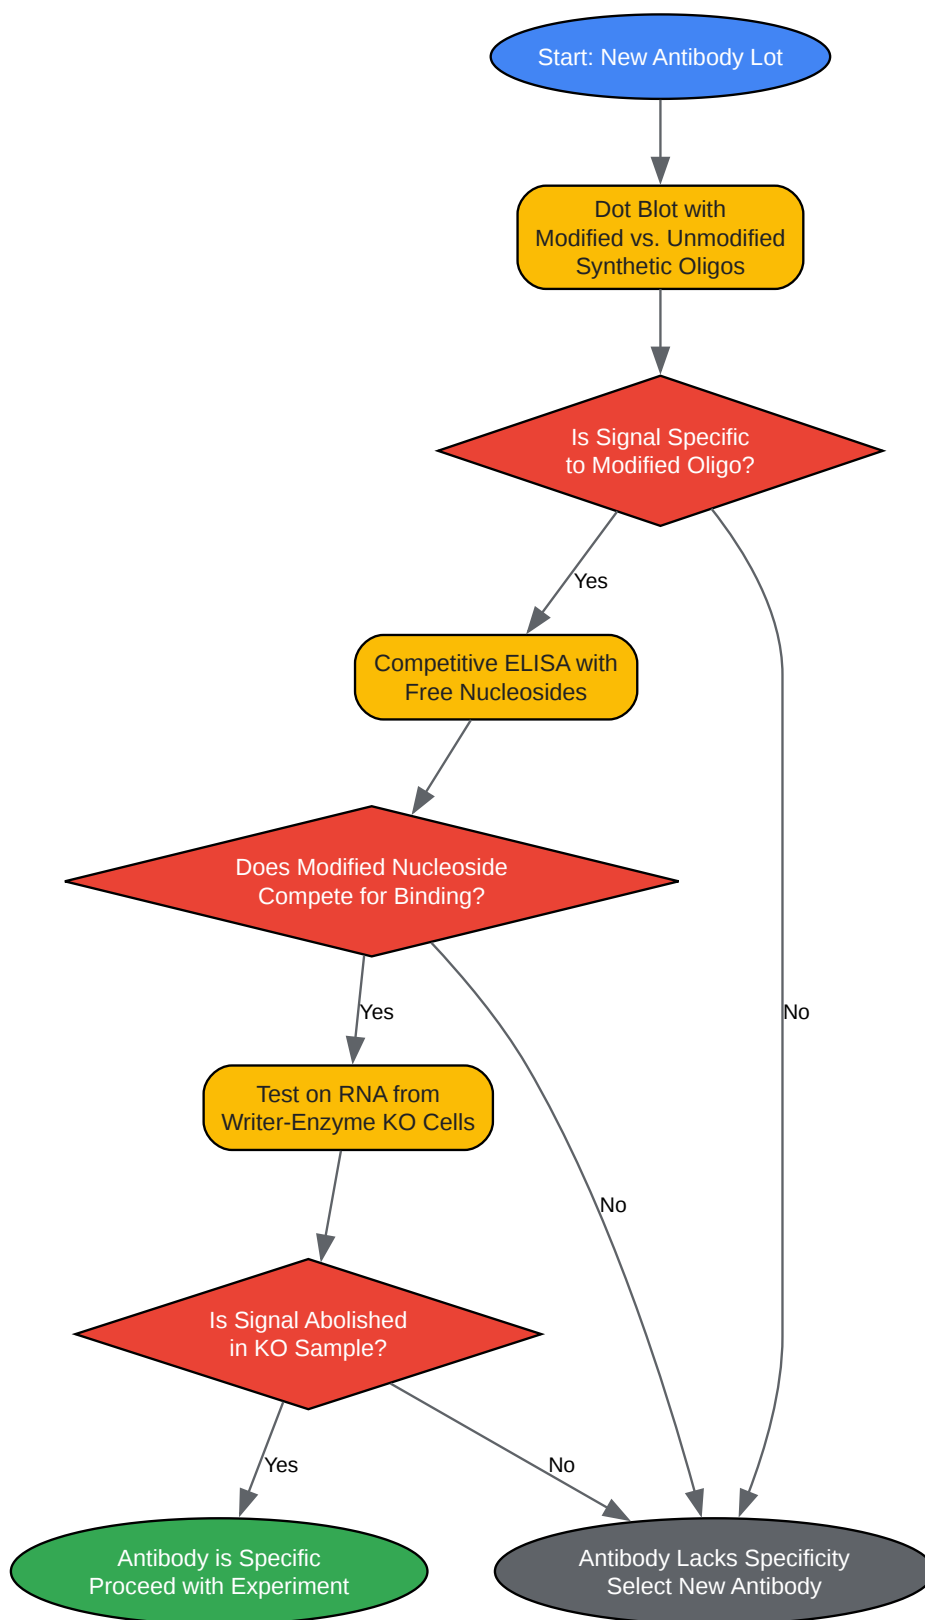 Start: New Antibody Lot
Dot Blot with
Modified vs. Unmodified
Synthetic Oligos
Is Signal Specific
to Modified Oligo?
Yes
Competitive ELISA with
Free Nucleosides
Does Modified Nucleoside
Compete for Binding?
Yes
No
Test on RNA from
Writer-Enzyme KO Cells
No
Is Signal Abolished
in KO Sample?
Yes
No
Antibody is Specific
Proceed with Experiment
Antibody Lacks Specificity
Select New Antibody